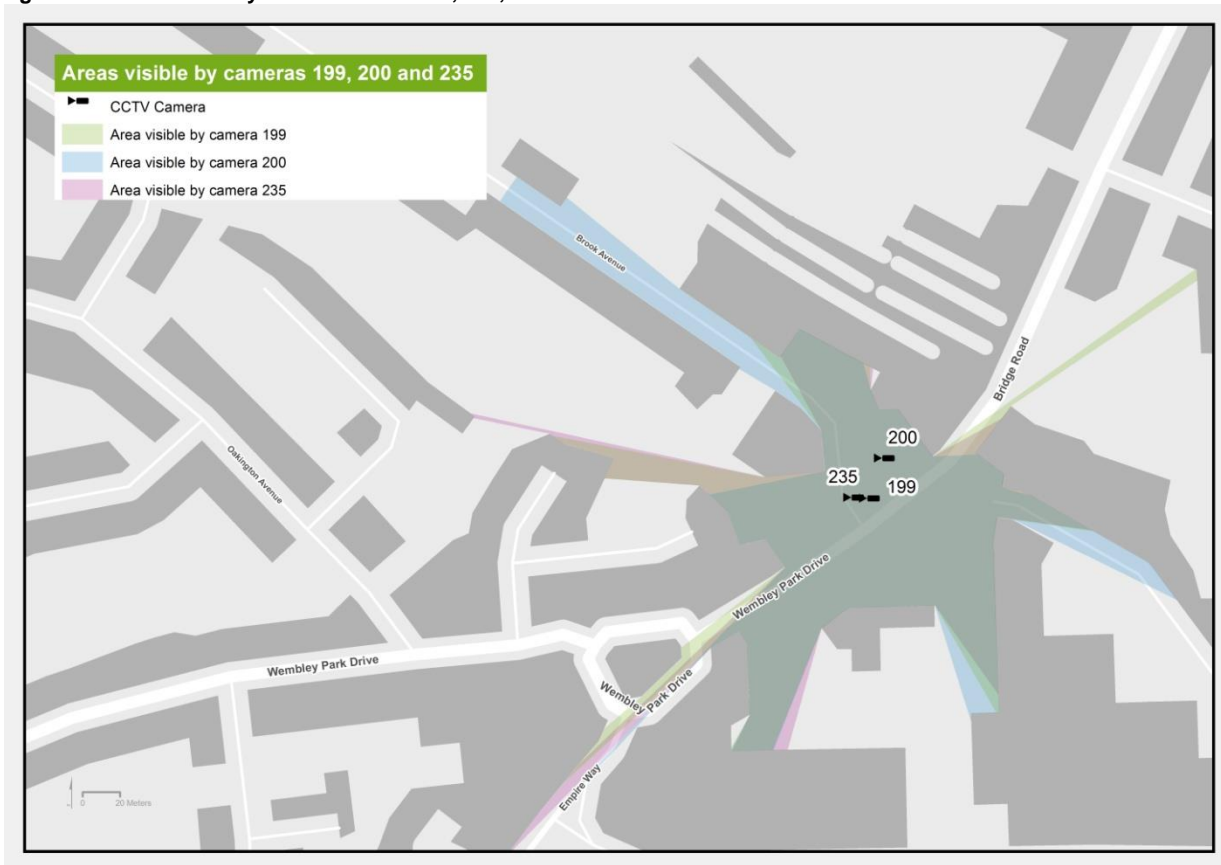 Areas visible by cameras 199, 200 and 235
CCTV Camera
Area visible by camera 199
Area visible by camera 200
Area visible by camera 235
Brook Avenue
Bridge Road
200
235
199
Oakington Avenue
Wembley Park Drive
Wembley Park Drive
Wembley Park Drive
Empire Way
0 20 Meters